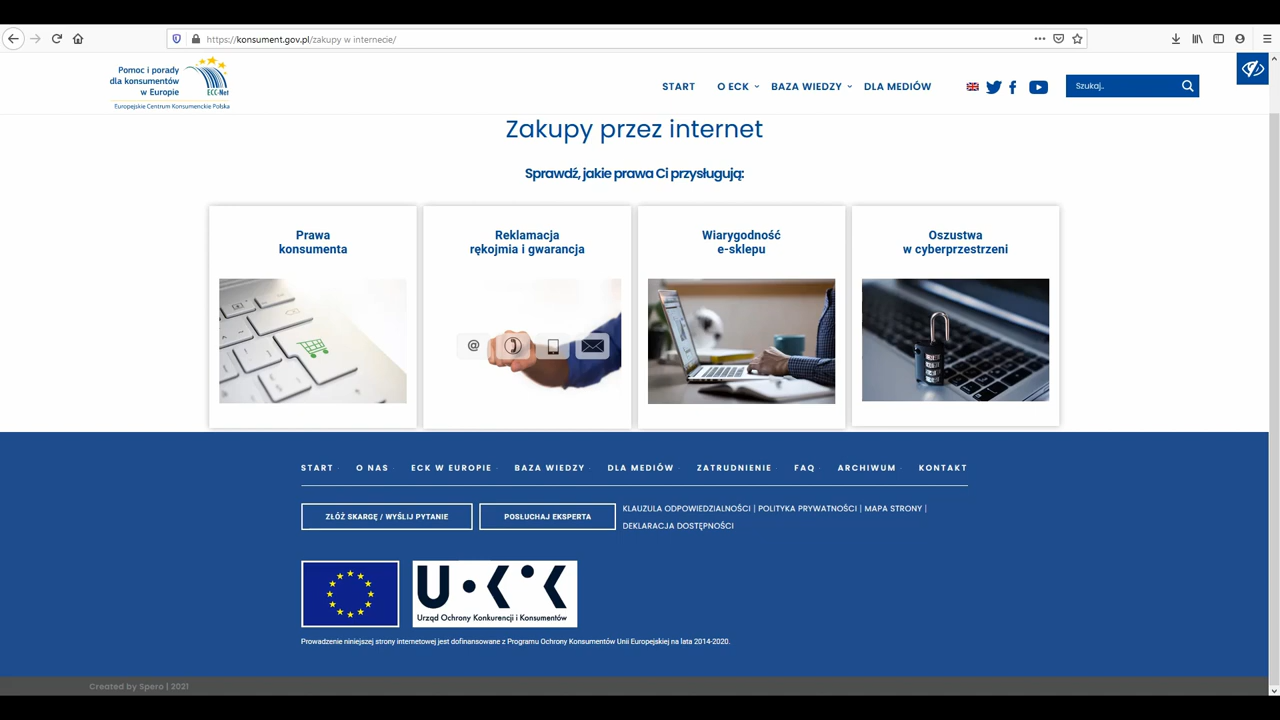 https://konsument.gov.pl/zakupy w internecie/
Pomoc i porady
dla konsumentów
w Europie
ECC-Net
Europejskie Centrum Konsumenckie Polska
START O ECK BAZA WIEDZY DLA MEDIÓW
Szukaj..
Zakupy przez internet
Sprawdź, jakie prawa Ci przysługują:
Prawa
konsumenta
Reklamacja
rękojmia i gwarancja
Wiarygodność
e-sklepu
Oszustwa
w cyberprzestrzeni
@
START O NAS ECK W EUROPIE BAZA WIEDZY DLA MEDIÓW ZATRUDNIENIE FAQ ARCHIWUM KONTAKT
ZŁÓŻ SKARGĘ / WYŚLIJ PYTANIE
POSŁUCHAJ EKSPERTA
KLAUZULA ODPOWIEDZIALNOŚCI | POLITYKA PRYWATNOŚCI | MAPA STRONY |
DEKLARACJA DOSTĘPNOŚCI
UOKiK
Urząd Ochrony Konkurencji i Konsumentów
Prowadzenie niniejszej strony internetowej jest dofinansowane z Programu Ochrony Konsumentów Unii Europejskiej na lata 2014-2020.
Created by Spero | 2021